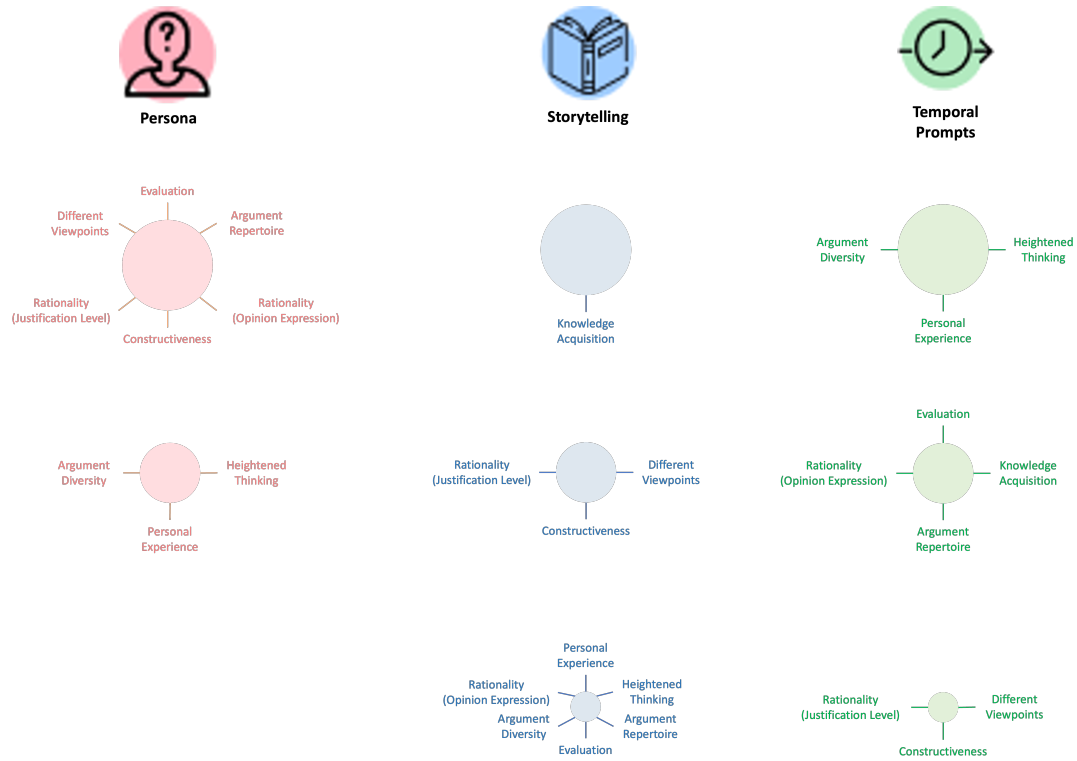 ?
Persona
Storytelling
Temporal
Prompts
Evaluation
Different
Viewpoints
Argument
Repertoire
Rationality
(Justification Level)
Rationality
(Opinion Expression)
Constructiveness
Knowledge
Acquisition
Argument
Diversity
Heightened
Thinking
Personal
Experience
Argument
Diversity
Heightened
Thinking
Personal
Experience
Rationality
(Justification Level)
Different
Viewpoints
Constructiveness
Evaluation
Rationality
(Opinion Expression)
Knowledge
Acquisition
Argument
Repertoire
Personal
Experience
Rationality
(Opinion Expression)
Heightened
Thinking
Argument
Diversity
Argument
Repertoire
Evaluation
Rationality
(Justification Level)
Different
Viewpoints
Constructiveness